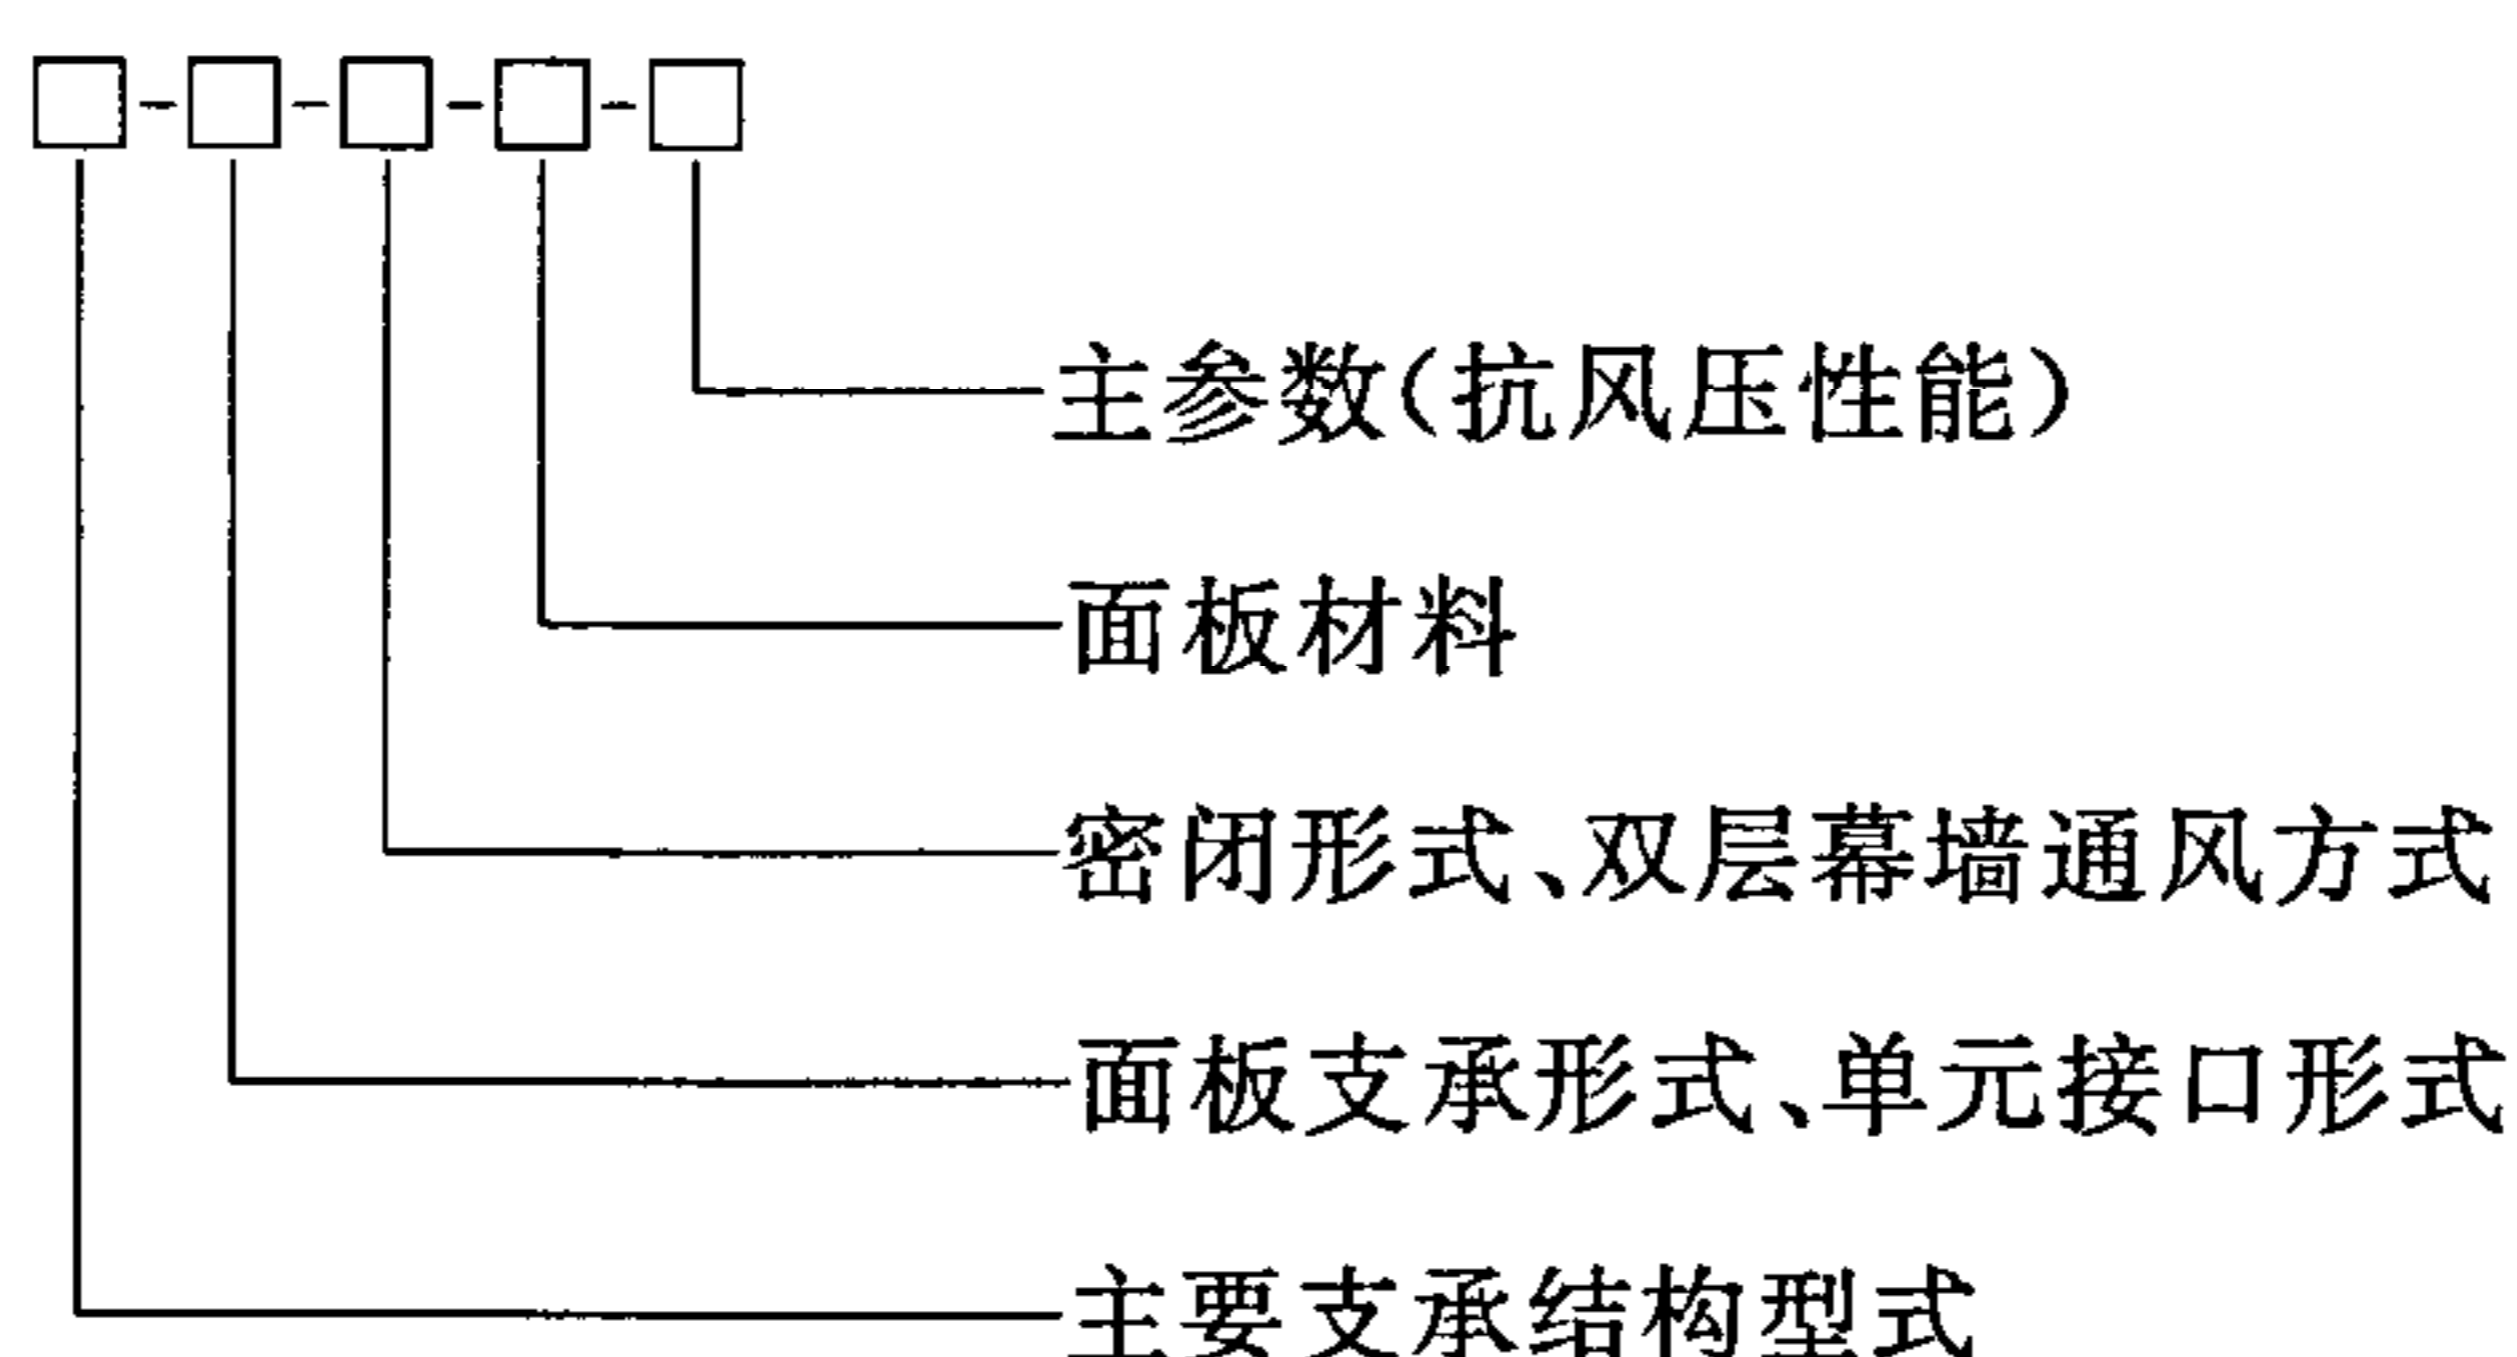 □-□-□-□-□
主参数(抗风压性能)
面板材料
密闭形式、双层幕墙通风方式
面板支承形式、单元接口形式
主要支承结构型式